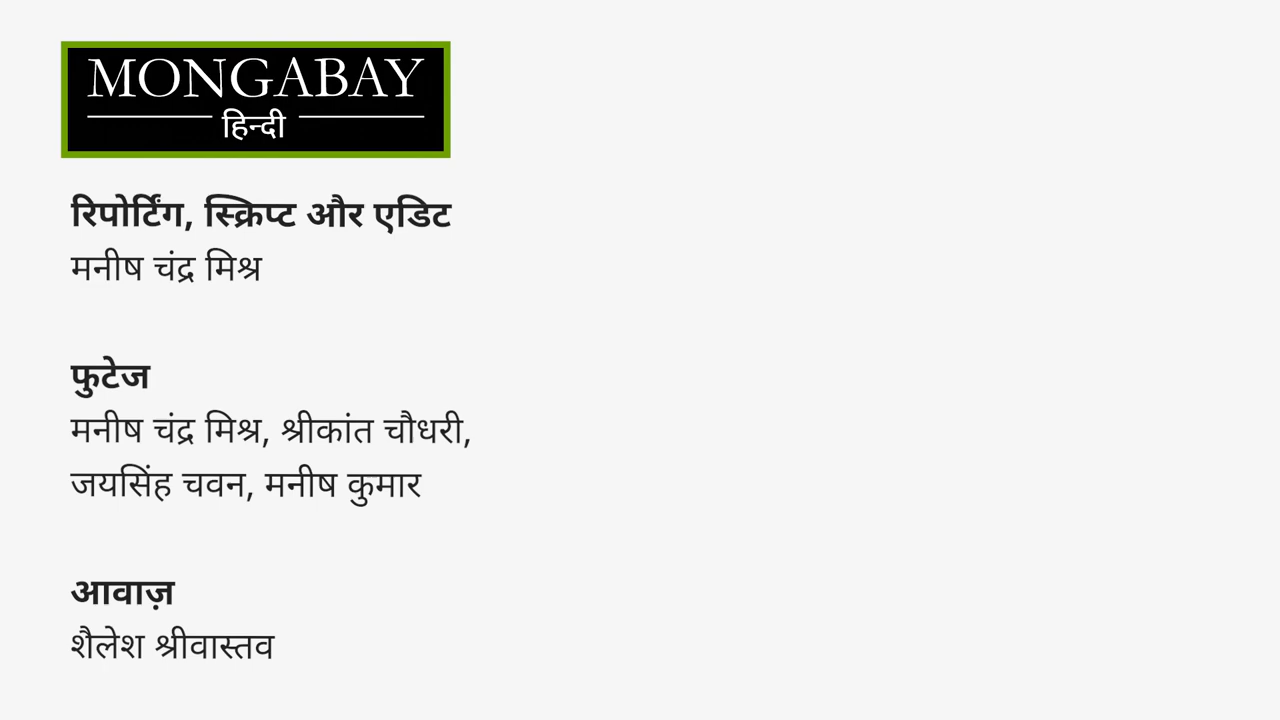 MONGABAY
हिन्दी
रिपोर्टिंग, स्क्रिप्ट और एडिट
मनीष चंद्र मिश्र
फुटेज
मनीष चंद्र मिश्र, श्रीकांत चौधरी,
जयसिंह चवन, मनीष कुमार
आवाज़
शैलेश श्रीवास्तव